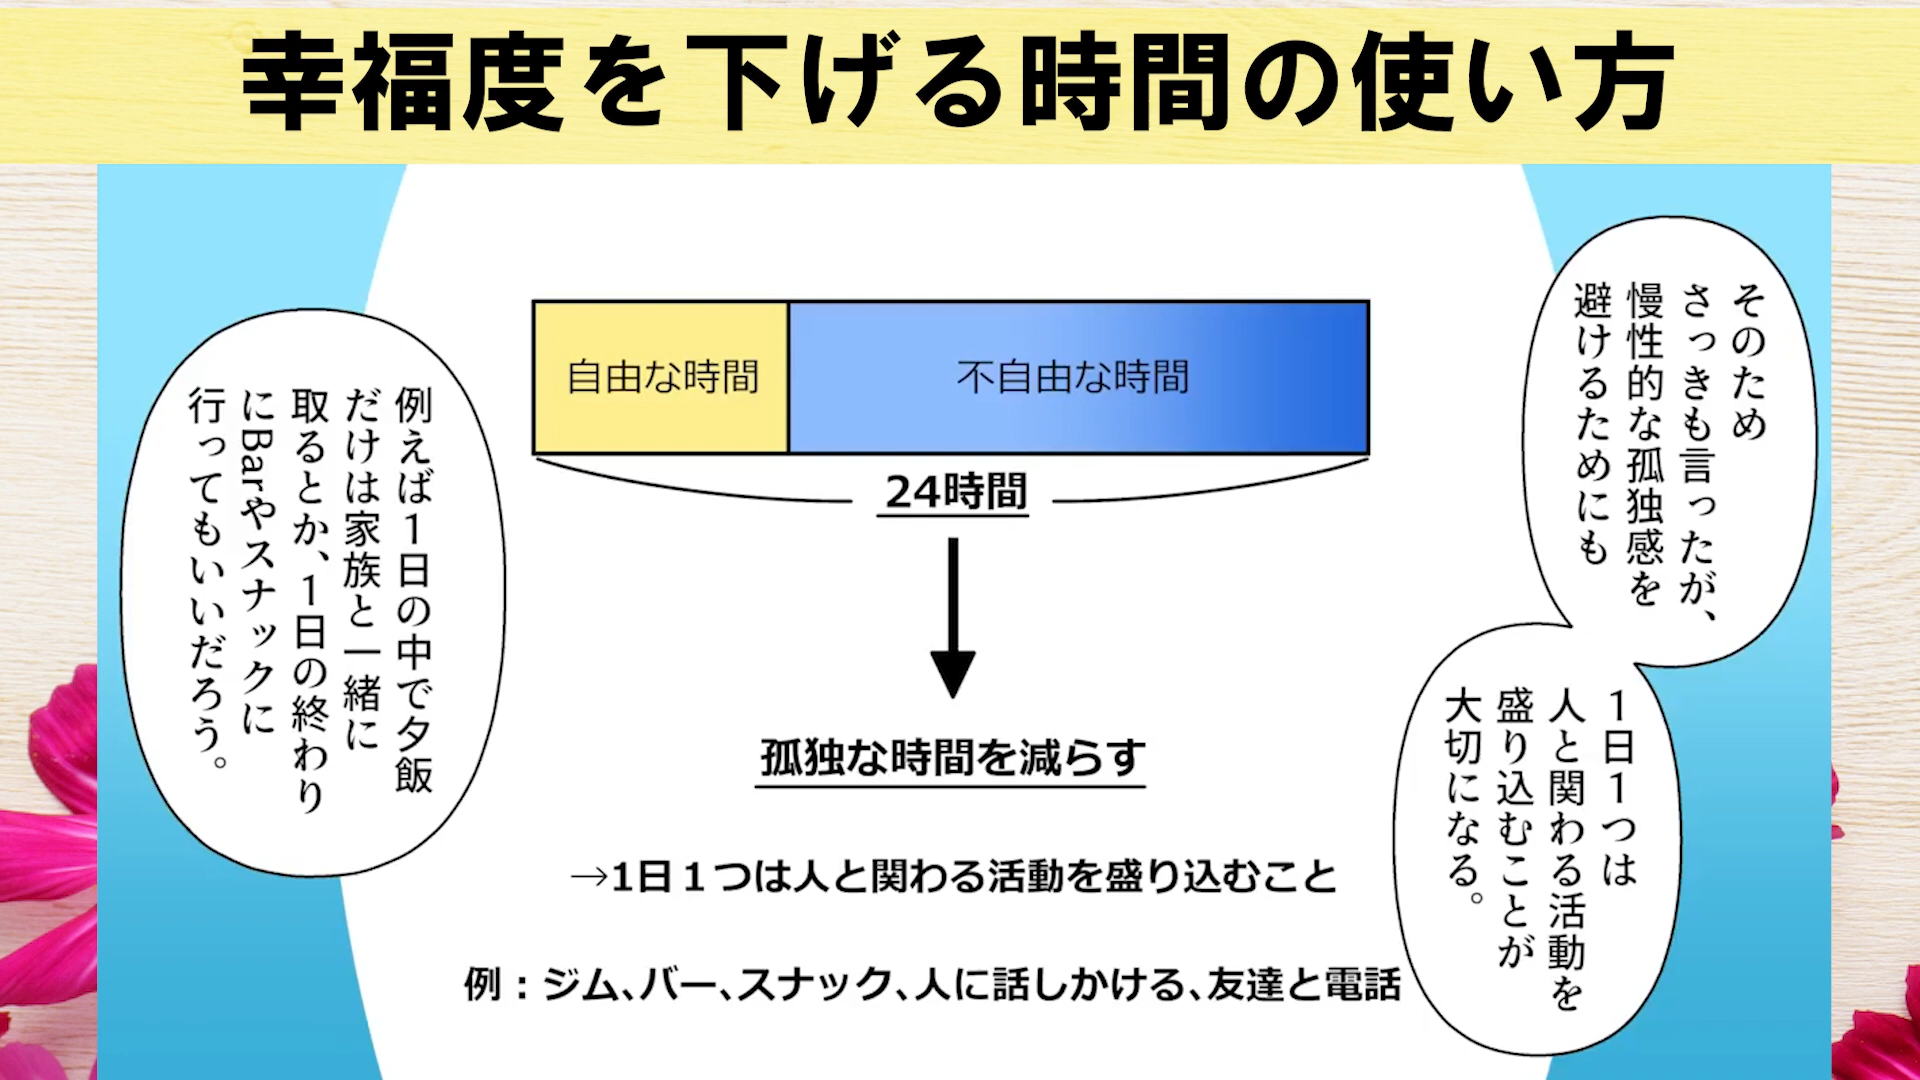 幸福度を下げる時間の使い方
そのため
さっきも言ったが、
慢性的な孤独感を
避けるためにも
1日1つは
人と関わる活動を
盛り込むことが
大切になる。
自由な時間
不自由な時間
24時間
孤独な時間を減らす
→1日１つは人と関わる活動を盛り込むこと
例：ジム、バー、スナック、人に話しかける、友達と電話
例えば1日の中で夕飯
だけは家族と一緒に
取るとか、1日の終わり
にBarやスナックに
行ってもいいだろう。